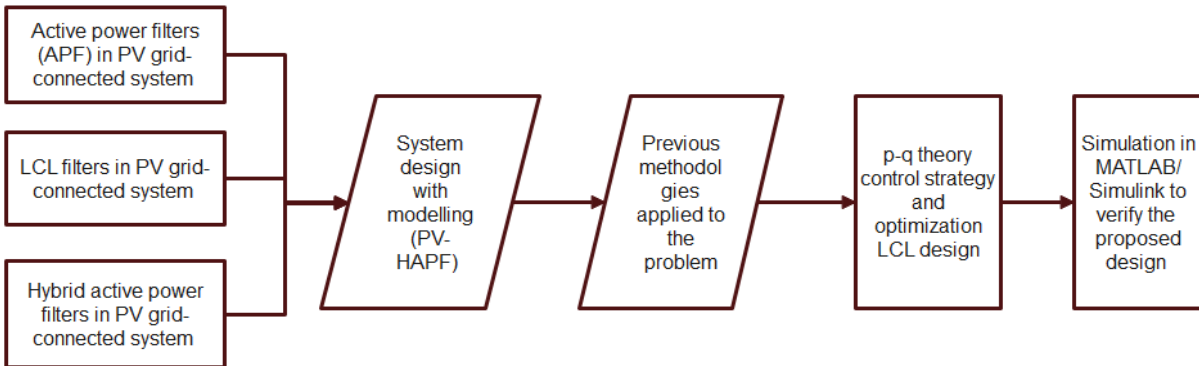 Active power filters
(APF) in PV grid-
connected system
LCL filters in PV grid-
connected system
Hybrid active power
filters in PV grid-
connected system
System
design
with
modelling
(PV-
HAPF)
Previous
methodol
gies
applied to
the
problem
p-q theory
control strategy
and
optimization
LCL design
Simulation in
MATLAB/
Simulink to
verify the
proposed
design